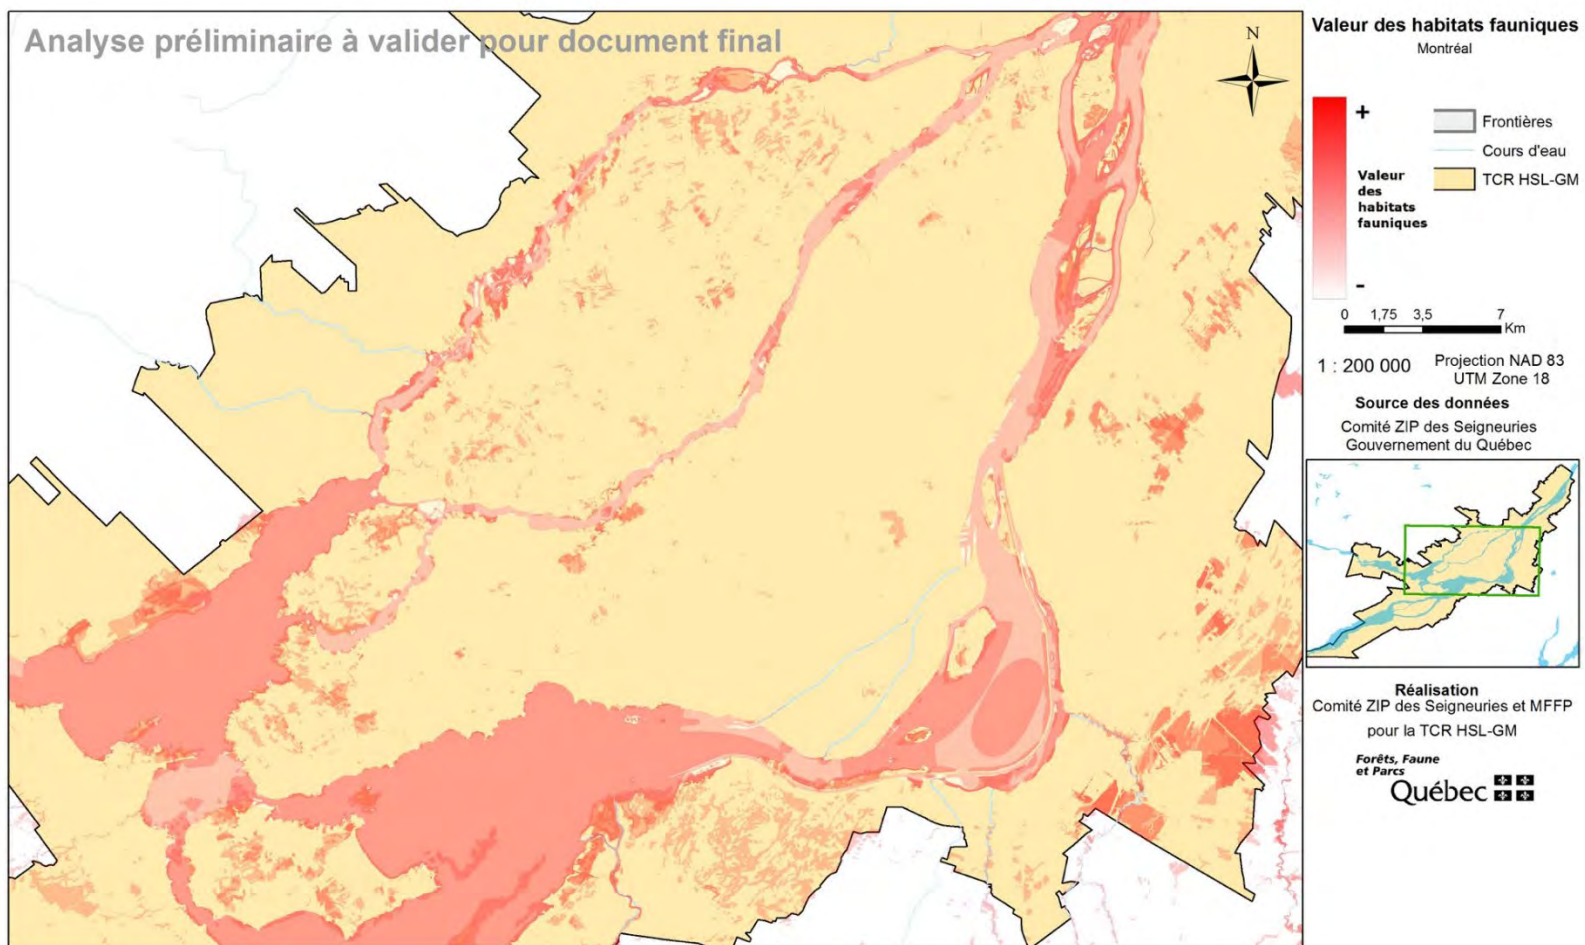 Analyse préliminaire à valider pour document final
N
Valeur des habitats fauniques
Montréal
+
Valeur
des
habitats
fauniques
-
Frontières
Cours d'eau
TCR HSL-GM
0 1,75 3,5 7
Km
1 : 200 000
Projection NAD 83
UTM Zone 18
Source des données
Comité ZIP des Seigneuries
Gouvernement du Québec
Réalisation
Comité ZIP des Seigneuries et MFFP
pour la TCR HSL-GM
Forêts, Faune
et Parcs
Québec